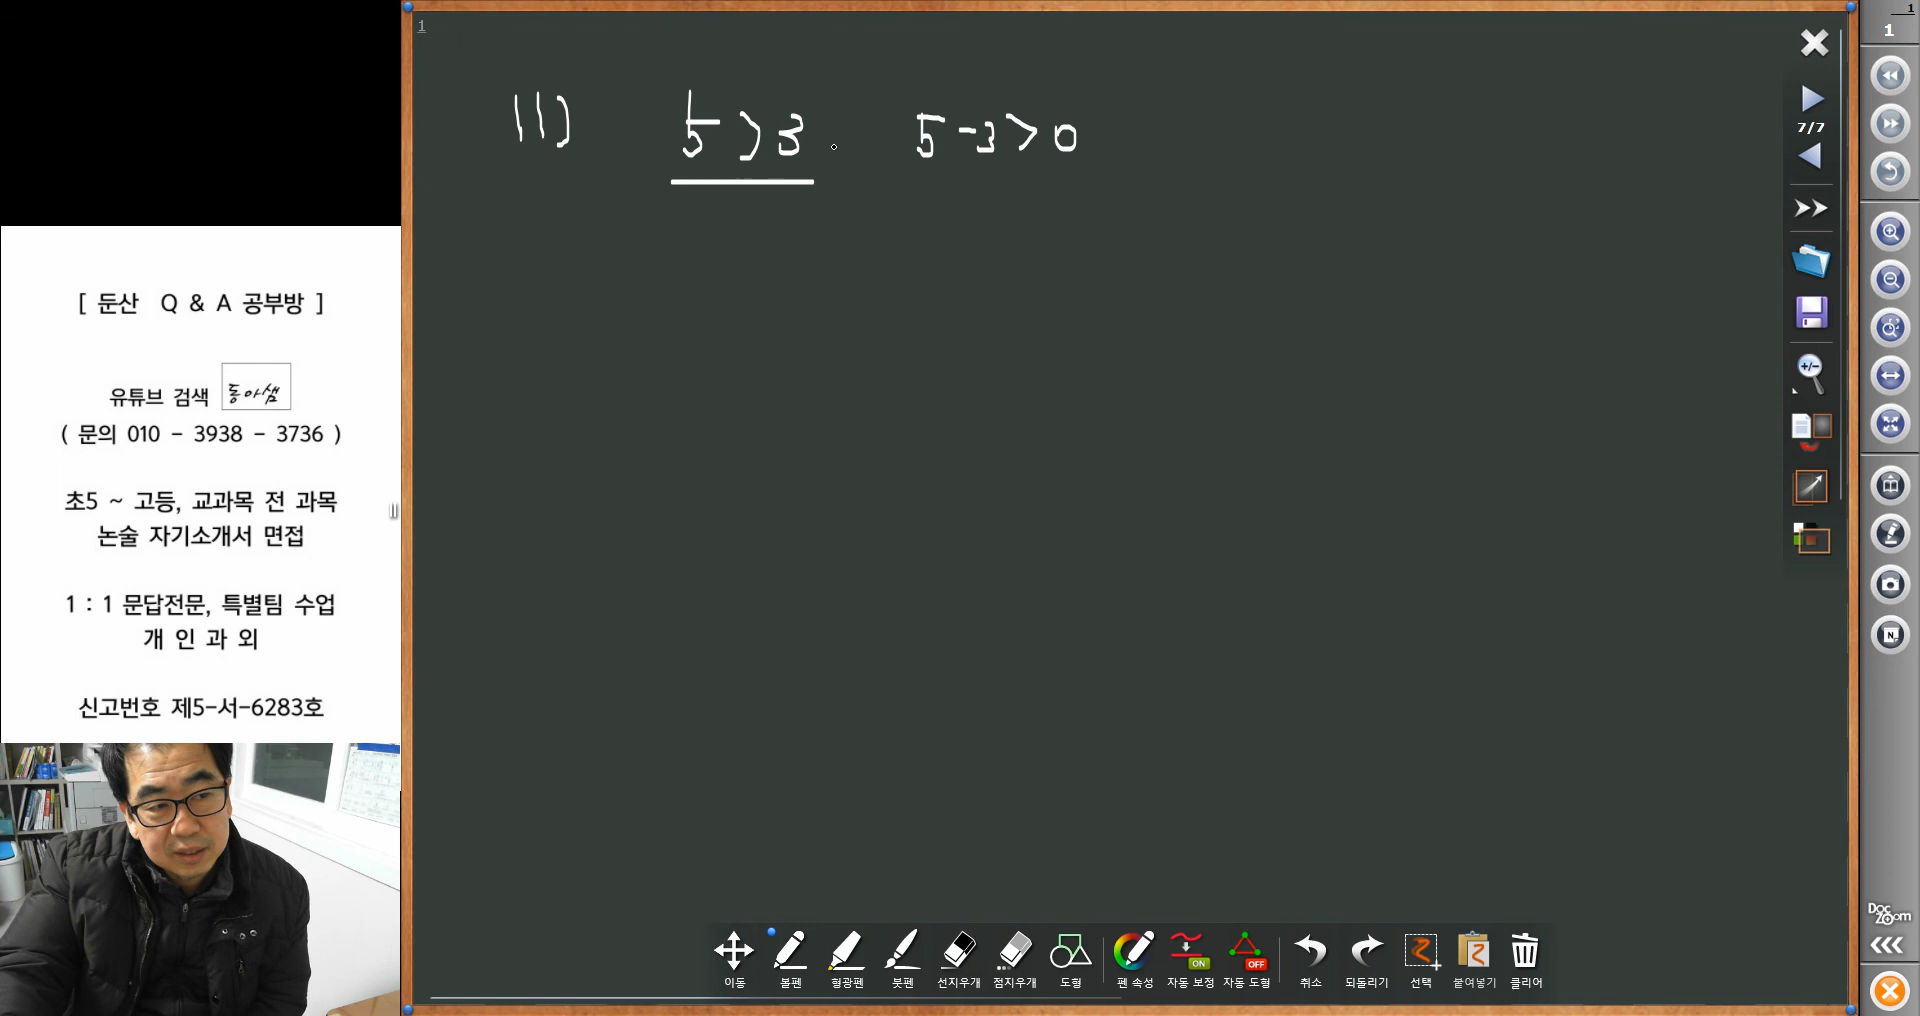 [ 둔산 Q & A 공부방 ]
유튜브 검색 동아샘
( 문의 010 - 3938 - 3736 )
초5 ~ 고등, 교과목 전 과목
논술 자기소개서 면접
1 : 1 문답전문, 특별팀 수업
개 인 과 외
신고번호 제5-서-6283호
1
11) 5 > 3 . 5 - 3 > 0
1
1
7/7
+/-
N
Doc Zoom
이동 볼펜 형광펜 붓펜 선지우개 점지우개 도형 펜 속성 자동 보정 자동 도형 취소 되돌리기 선택 붙여넣기 클리어
ON
OFF